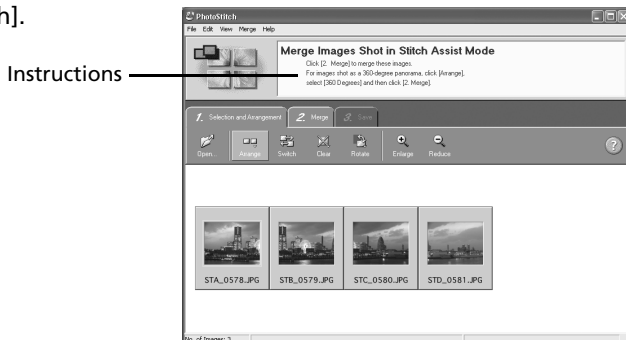 h].
PhotoStitch
File Edit View Merge Help
Instructions
Merge Images Shot in Stitch Assist Mode
Click [2. Merge] to merge these images.
For images shot as a 360-degree panorama, click [Arrange],
select [360 Degrees] and then click [2. Merge].
1. Selection and Arrangement 2. Merge 3. Save
Open... Arrange Switch Clear Rotate Enlarge Reduce
?
STA_0578.JPG STB_0579.JPG STC_0580.JPG STD_0581.JPG
No. of Images: 3